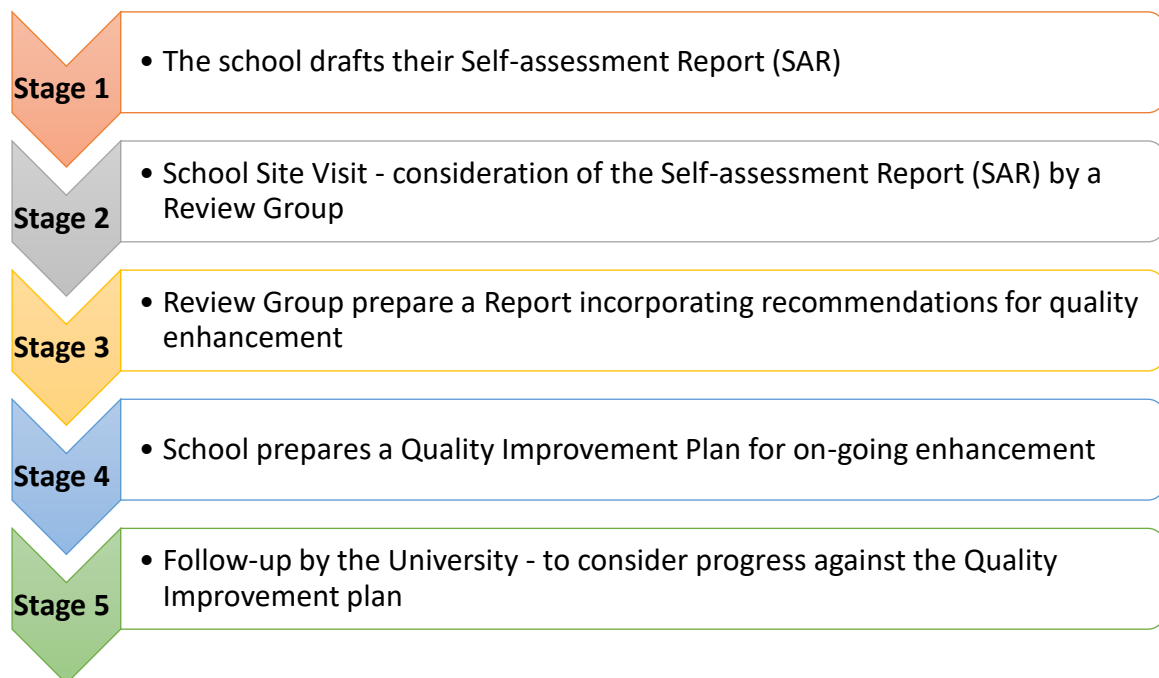 Stage 1
• The school drafts their Self-assessment Report (SAR)
Stage 2
• School Site Visit - consideration of the Self-assessment Report (SAR) by a
Review Group
Stage 3
• Review Group prepare a Report incorporating recommendations for quality
enhancement
Stage 4
• School prepares a Quality Improvement Plan for on-going enhancement
Stage 5
• Follow-up by the University - to consider progress against the Quality
Improvement plan